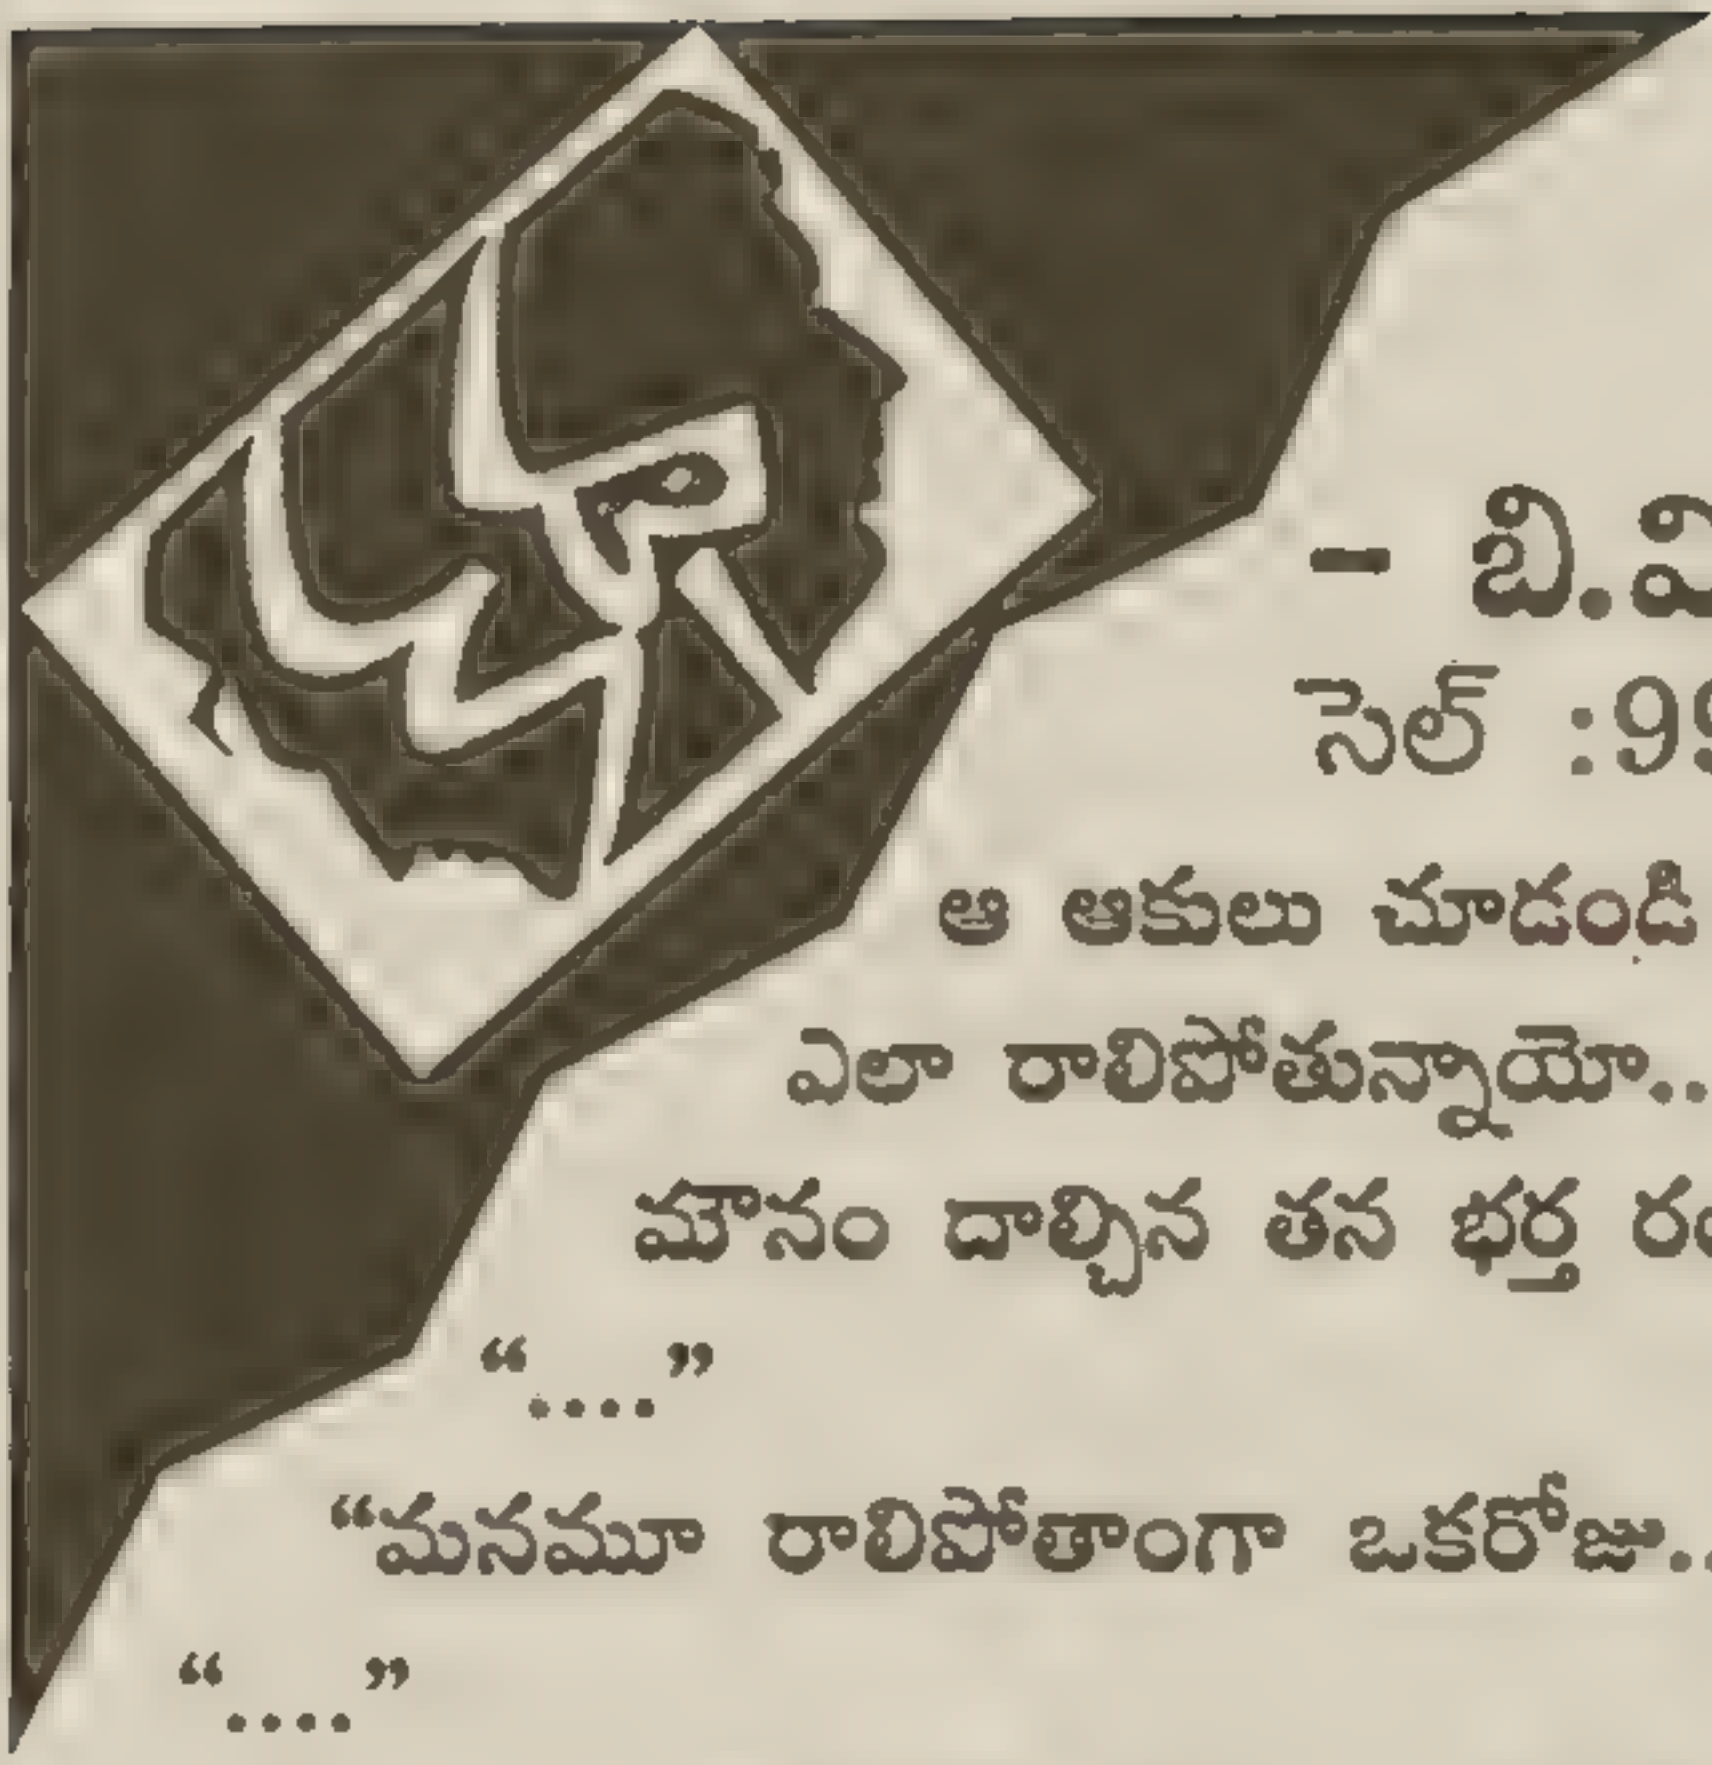 - బి.వి
సెల్ :99
ఆ ఆకులు చూడండి
ఎలా రాలిపోతున్నాయో..
మౌనం దాల్చిన తన భర్త రం
“....”
“మనమూ రాలిపోతాంగా ఒకరోజు..
“....”